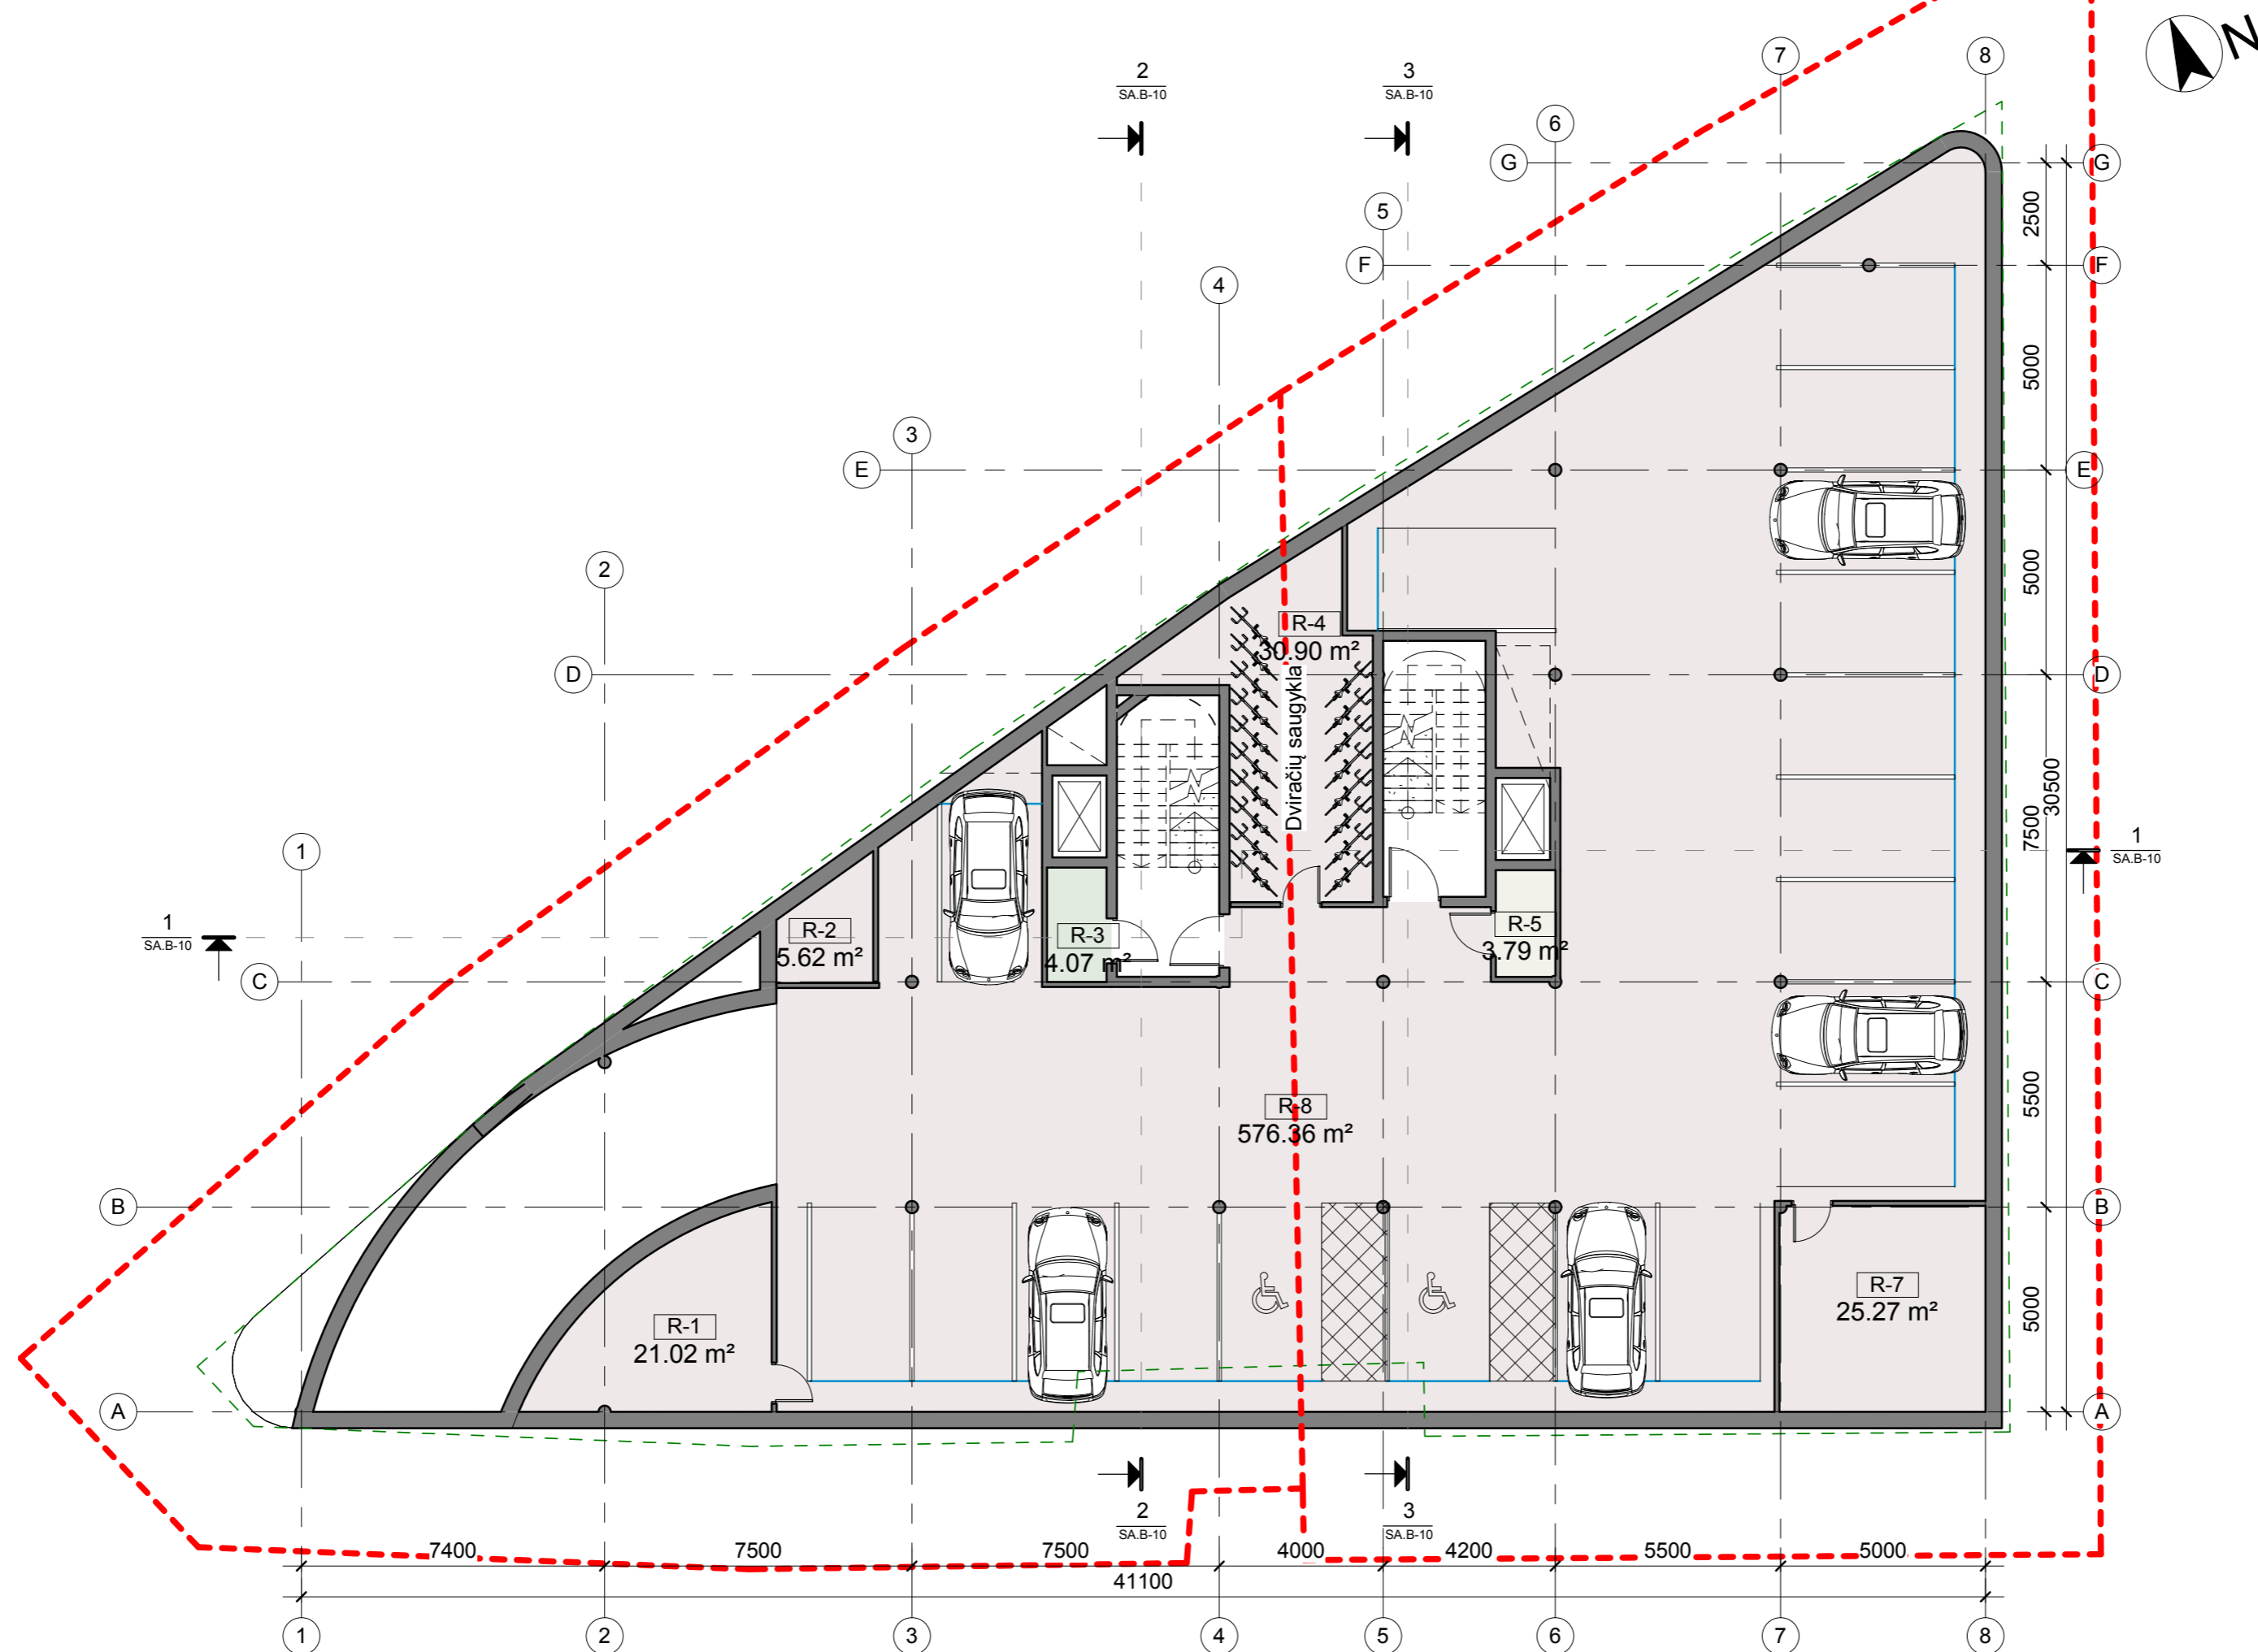 N
2
SA.B-10
3
SA.B-10
7
8
6
G
G
5
F
F
4
2500
5000
3
E
E
2
D
D
5000
R-4
30.90 m²
Dviračių saugykla
1
7500
30500
1
SA.B-10
1
SA.B-10
R-2
5.62 m²
R-3
4.07 m²
R-5
3.79 m²
C
C
R-8
576.36 m²
5500
B
B
R-1
21.02 m²
R-7
25.27 m²
5000
A
A
2
SA.B-10
3
SA.B-10
7400
7500
7500
4000
4200
5500
5000
41100
1
2
3
4
5
6
7
8